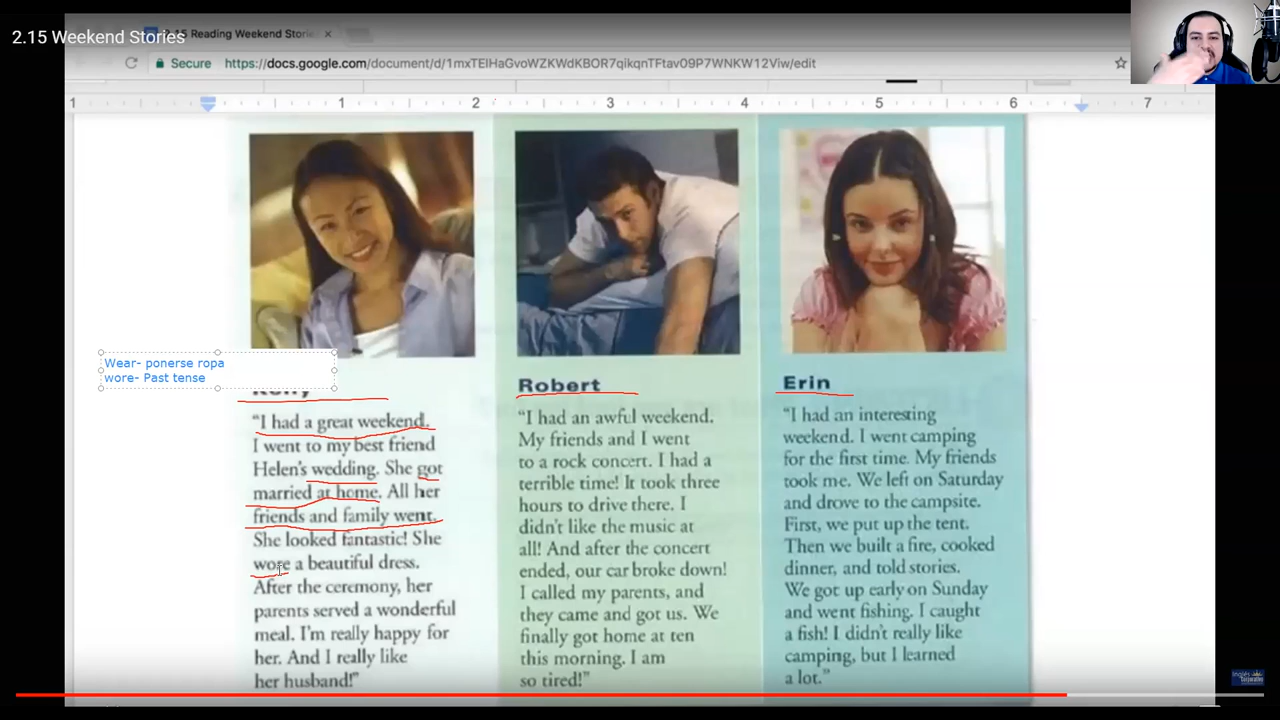 2.15 Weekend Stories
2.15 Reading Weekend Storie
Secure https://docs.google.com/document/d/1mxTEIHaGvoWZKWdKBOR7qikqnTFtav09P7WNKW12Viw/edit
1 1 2 3 4 5 6 7
Wear- ponerse ropa
wore- Past tense
Kelly
"I had a great weekend.
I went to my best friend
Helen's wedding. She got
married at home. All her
friends and family went.
She looked fantastic! She
wore a beautiful dress.
After the ceremony, her
parents served a wonderful
meal. I'm really happy for
her. And I really like
her husband!"
Robert
"I had an awful weekend.
My friends and I went
to a rock concert. I had a
terrible time! It took three
hours to drive there. I
didn't like the music at
all! And after the concert
ended, our car broke down!
I called my parents, and
they came and got us. We
finally got home at ten
this morning. I am
so tired!"
Erin
"I had an interesting
weekend. I went camping
for the first time. My friends
took me. We left on Saturday
and drove to the campsite.
First, we put up the tent.
Then we built a fire, cooked
dinner, and told stories.
We got up early on Sunday
and went fishing. I caught
a fish! I didn't really like
camping, but I learned
a lot."